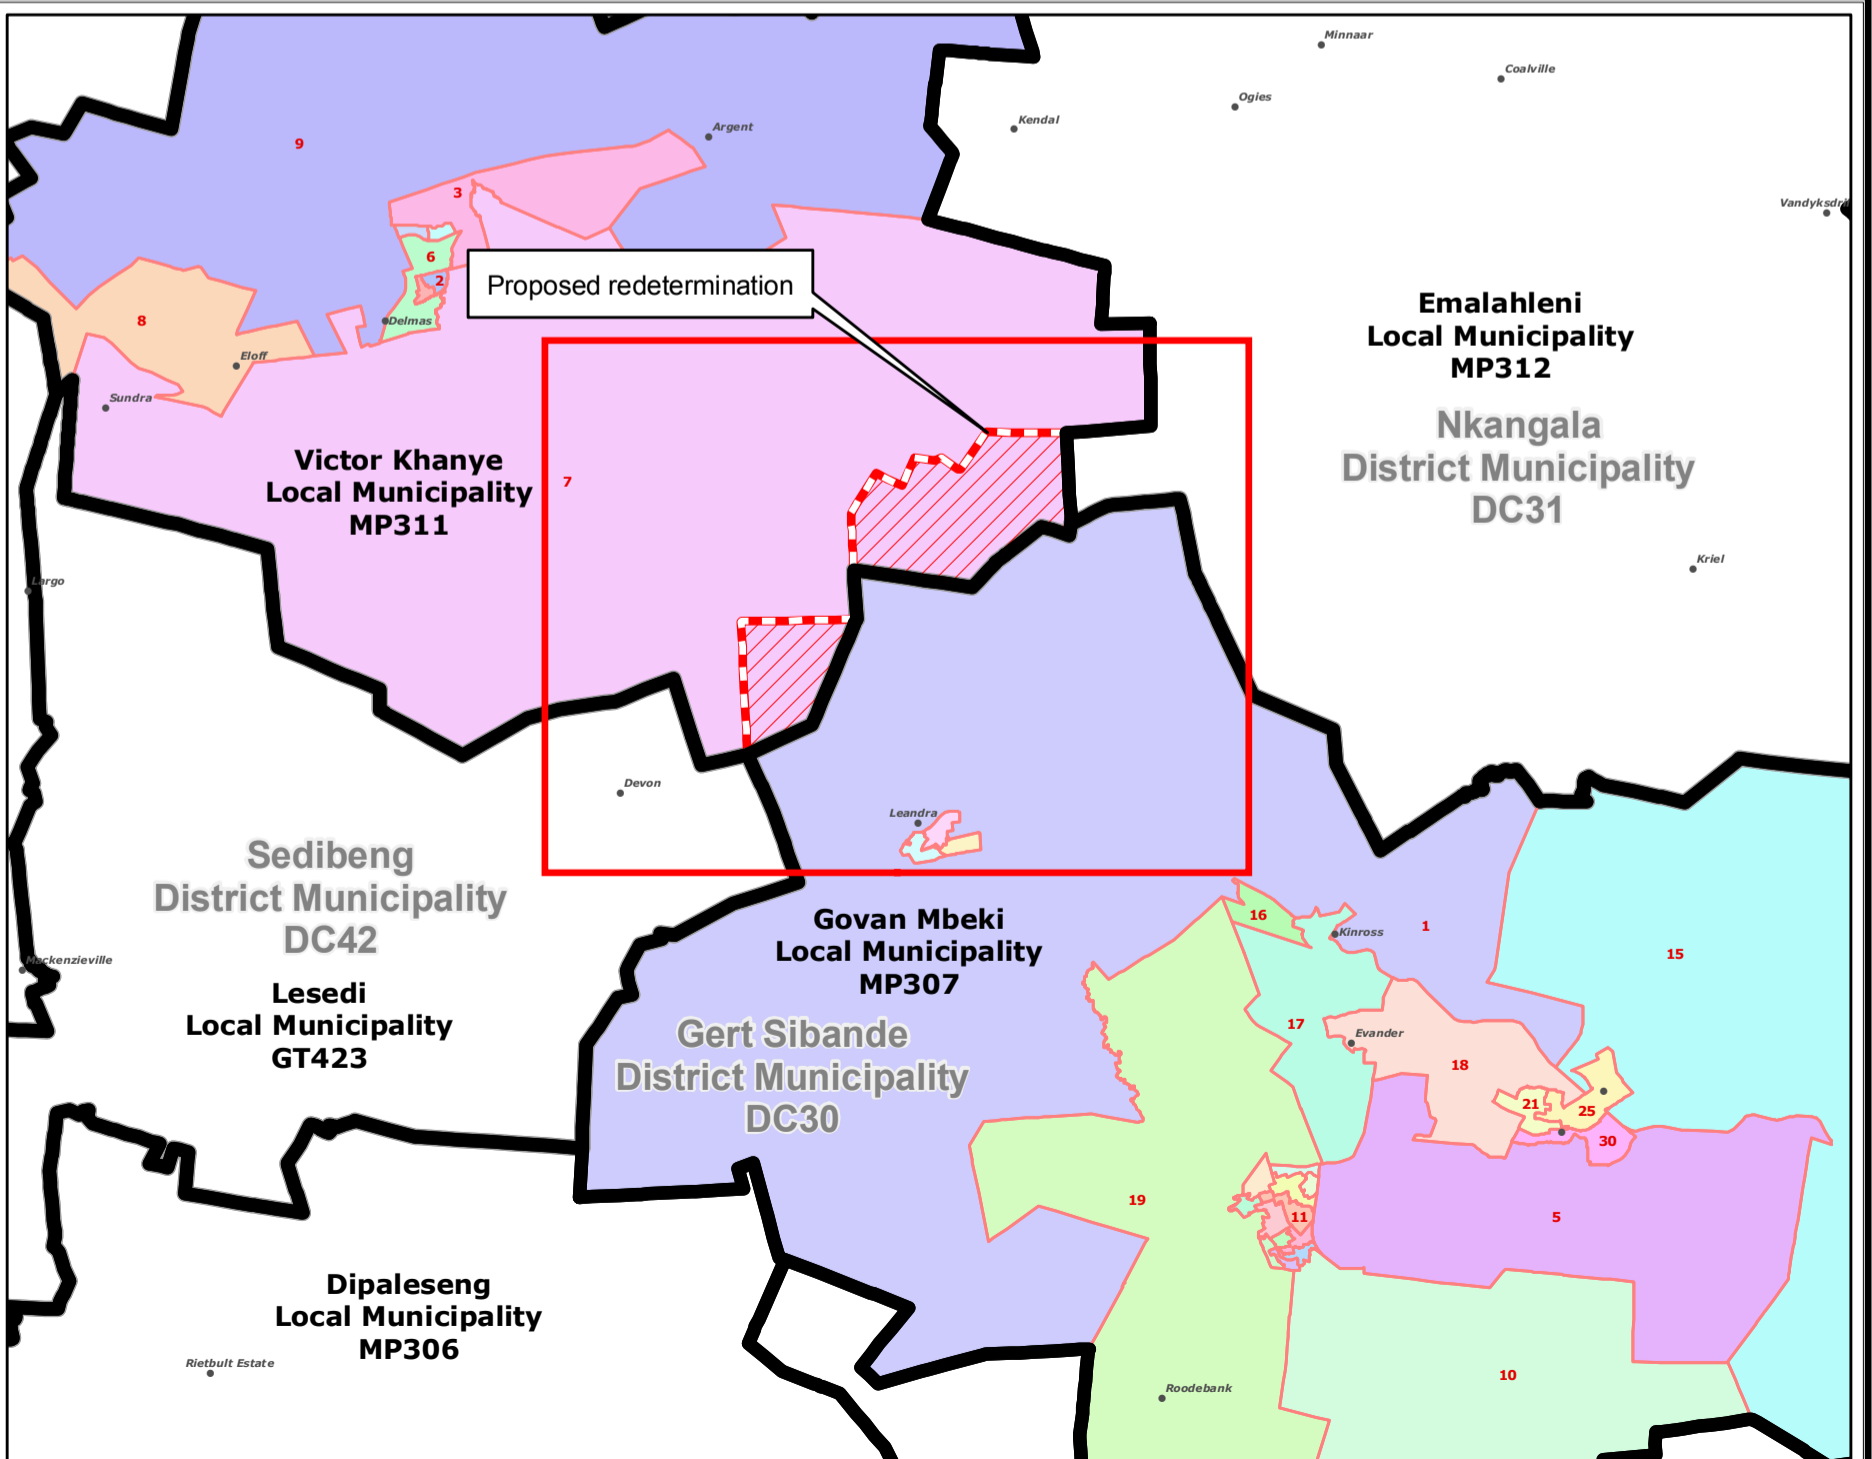 Minnaar
Coalville
Ogies
Kendal
Argent
9
3
Vandyksdri
6
2
Proposed redetermination
8
Delmas
Eloff
Sundra
Emalahleni
Local Municipality
MP312
Nkangala
District Municipality
DC31
Victor Khanye
Local Municipality
MP311
7
Kriel
Largo
Devon
Leandra
Sedibeng
District Municipality
DC42
Govan Mbeki
Local Municipality
MP307
16
Kinross
1
15
Mackenzieville
Lesedi
Local Municipality
GT423
Gert Sibande
District Municipality
DC30
17
Evander
18
21
25
30
19
11
5
Dipaleseng
Local Municipality
MP306
Rietbult Estate
Roodebank
10